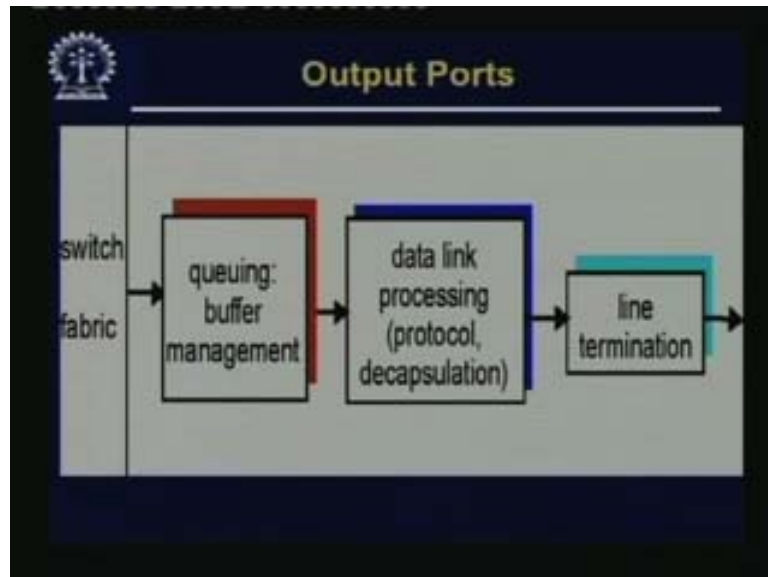 Output Ports
switch
fabric
queuing:
buffer
management
data link
processing
(protocol,
decapsulation)
line
termination